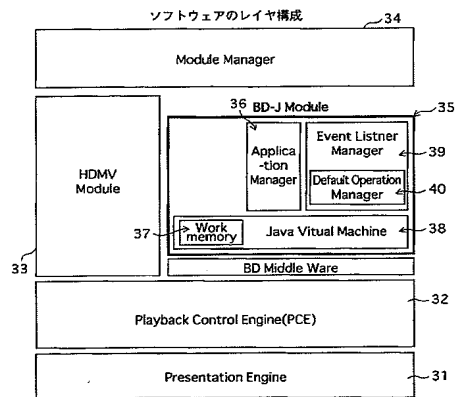 ソフトウェアのレイヤ構成
34
Module Manager
BD-J Module
35
36
HDMV
Module
Applica
-tion
Manager
Event Listner
Manager
39
Default Operation
Manager
40
37
Work
memory
Java Vitual Machine
38
33
BD Middle Ware
32
Playback Control Engine(PCE)
Presentation Engine
31